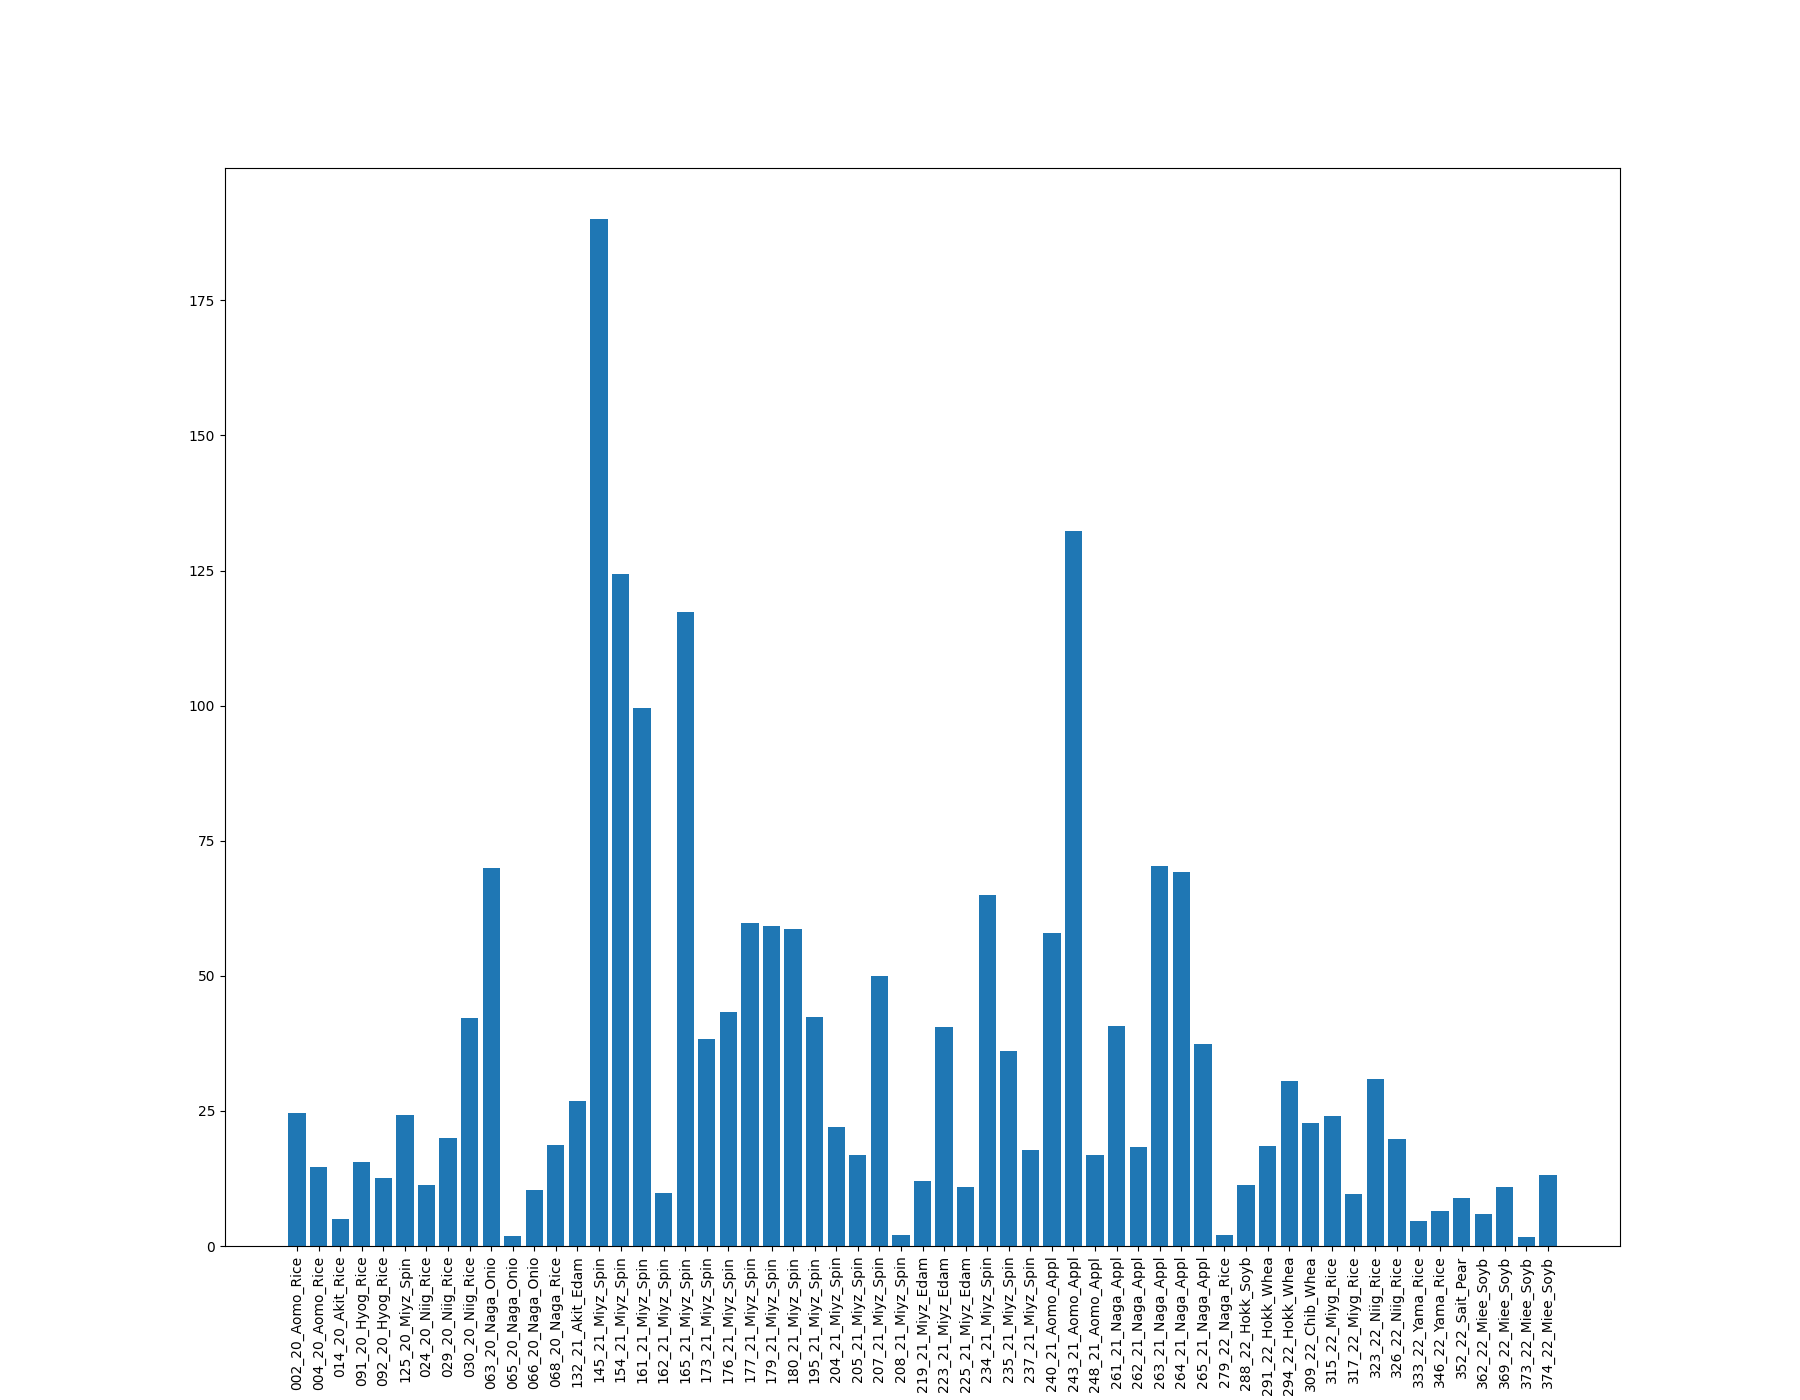 175
150
125
100
75
50
25
0
002_20_Aomo_Rice
004_20_Aomo_Rice
014_20_Akit_Rice
091_20_Hyog_Rice
092_20_Hyog_Rice
125_20_Miyz_Spin
024_20_Niig_Rice
029_20_Niig_Rice
030_20_Niig_Rice
063_20_Naga_Onio
065_20_Naga_Onio
066_20_Naga_Onio
068_20_Naga_Rice
132_21_Akit_Edam
145_21_Miyz_Spin
154_21_Miyz_Spin
161_21_Miyz_Spin
162_21_Miyz_Spin
165_21_Miyz_Spin
173_21_Miyz_Spin
176_21_Miyz_Spin
177_21_Miyz_Spin
179_21_Miyz_Spin
180_21_Miyz_Spin
195_21_Miyz_Spin
204_21_Miyz_Spin
205_21_Miyz_Spin
207_21_Miyz_Spin
208_21_Miyz_Spin
219_21_Miyz_Edam
223_21_Miyz_Edam
225_21_Miyz_Edam
234_21_Miyz_Spin
235_21_Miyz_Spin
237_21_Miyz_Spin
240_21_Aomo_Appl
243_21_Aomo_Appl
248_21_Aomo_Appl
261_21_Naga_Appl
262_21_Naga_Appl
263_21_Naga_Appl
264_21_Naga_Appl
265_21_Naga_Appl
279_22_Naga_Rice
288_22_Hokk_Soyb
291_22_Hokk_Whea
294_22_Hokk_Whea
309_22_Chib_Whea
315_22_Miyg_Rice
317_22_Miyg_Rice
323_22_Niig_Rice
326_22_Niig_Rice
333_22_Yama_Rice
346_22_Yama_Rice
352_22_Sait_Pear
362_22_Miee_Soyb
369_22_Miee_Soyb
373_22_Miee_Soyb
374_22_Miee_Soyb